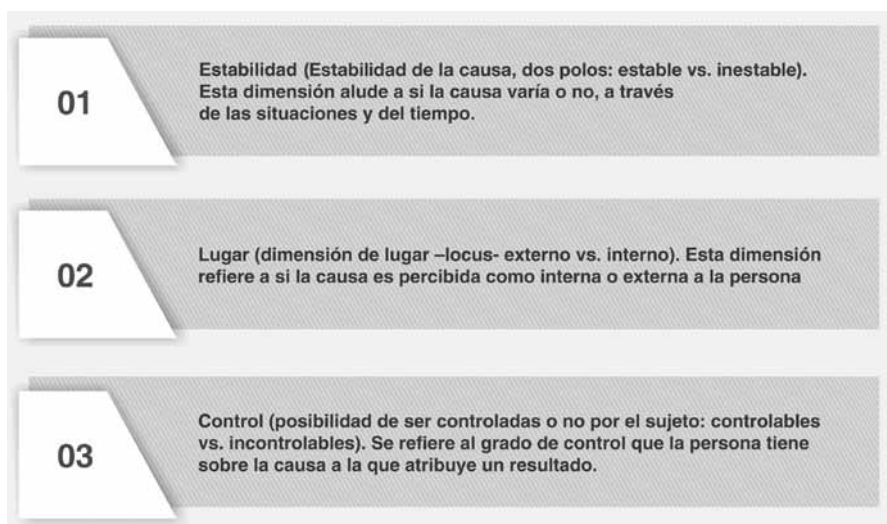 01
Estabilidad (Estabilidad de la causa, dos polos: estable vs. inestable).
Esta dimensión alude a si la causa varía o no, a través
de las situaciones y del tiempo.
02
Lugar (dimensión de lugar –locus- externo vs. interno). Esta dimensión
refiere a si la causa es percibida como interna o externa a la persona
03
Control (posibilidad de ser controladas o no por el sujeto: controlables
vs. incontrolables). Se refiere al grado de control que la persona tiene
sobre la causa a la que atribuye un resultado.